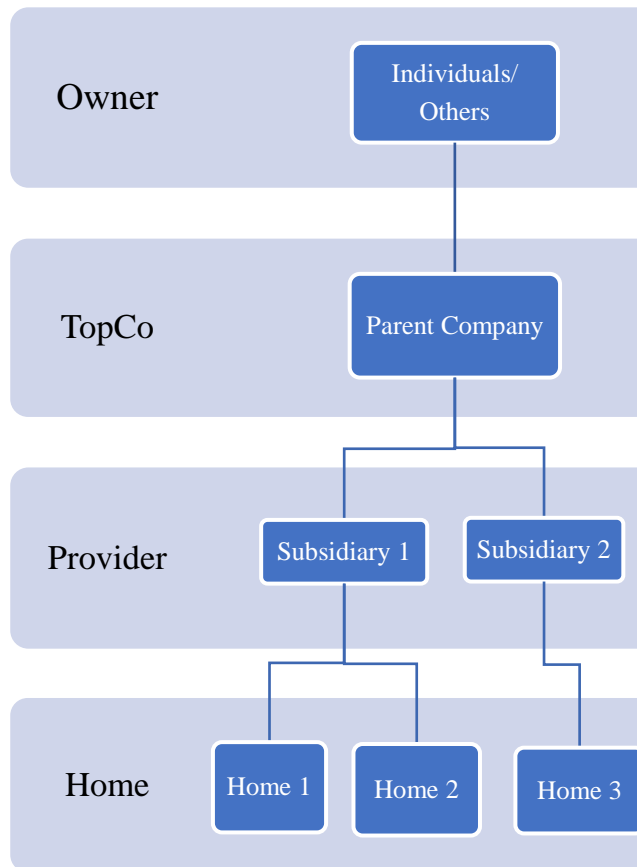 Owner
Individuals/
Others
TopCo
Parent Company
Provider
Subsidiary 1
Subsidiary 2
Home
Home 1
Home 2
Home 3